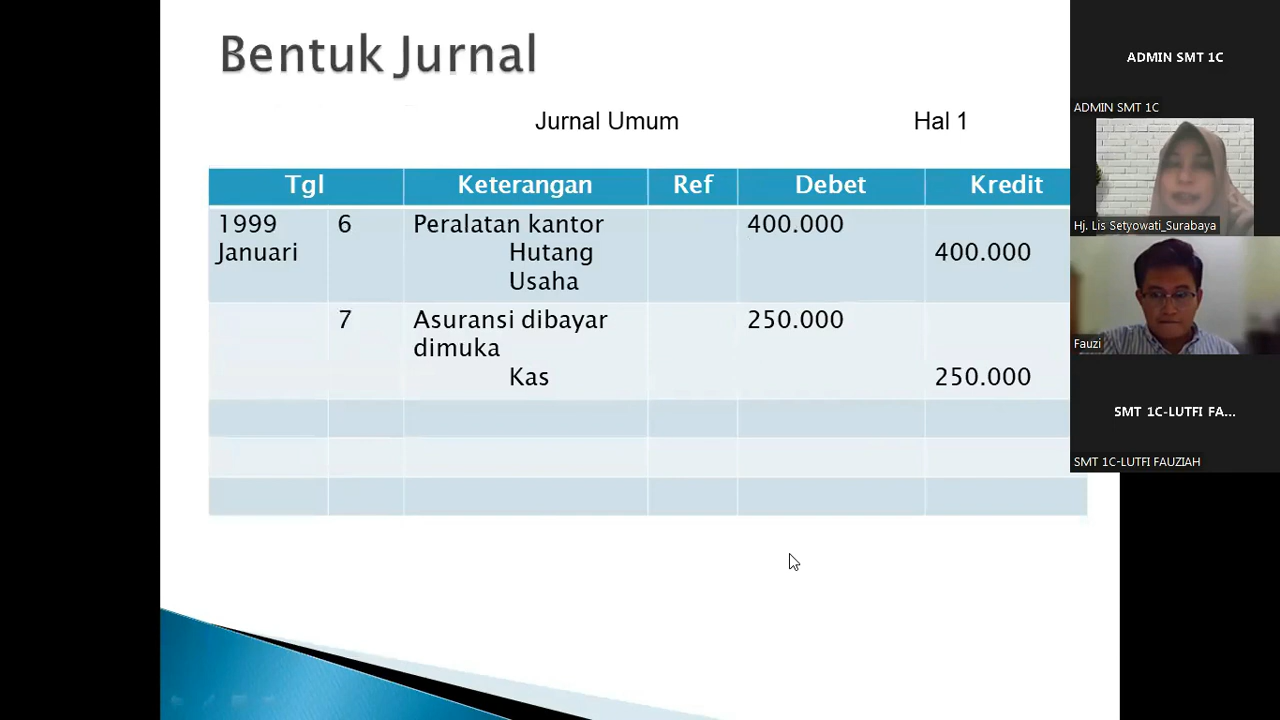 Bentuk Jurnal
Jurnal Umum Hal 1
Tgl Keterangan Ref Debet Kredit
1999 6 Peralatan kantor 400.000
Januari Hutang 400.000
Usaha
7 Asuransi dibayar 250.000
dimuka
Kas 250.000
ADMIN SMT 1C
ADMIN SMT 1C
Hj. Lis Setyowati_Surabaya
Fauzi
SMT 1C-LUTFI FA...
SMT 1C-LUTFI FAUZIAH